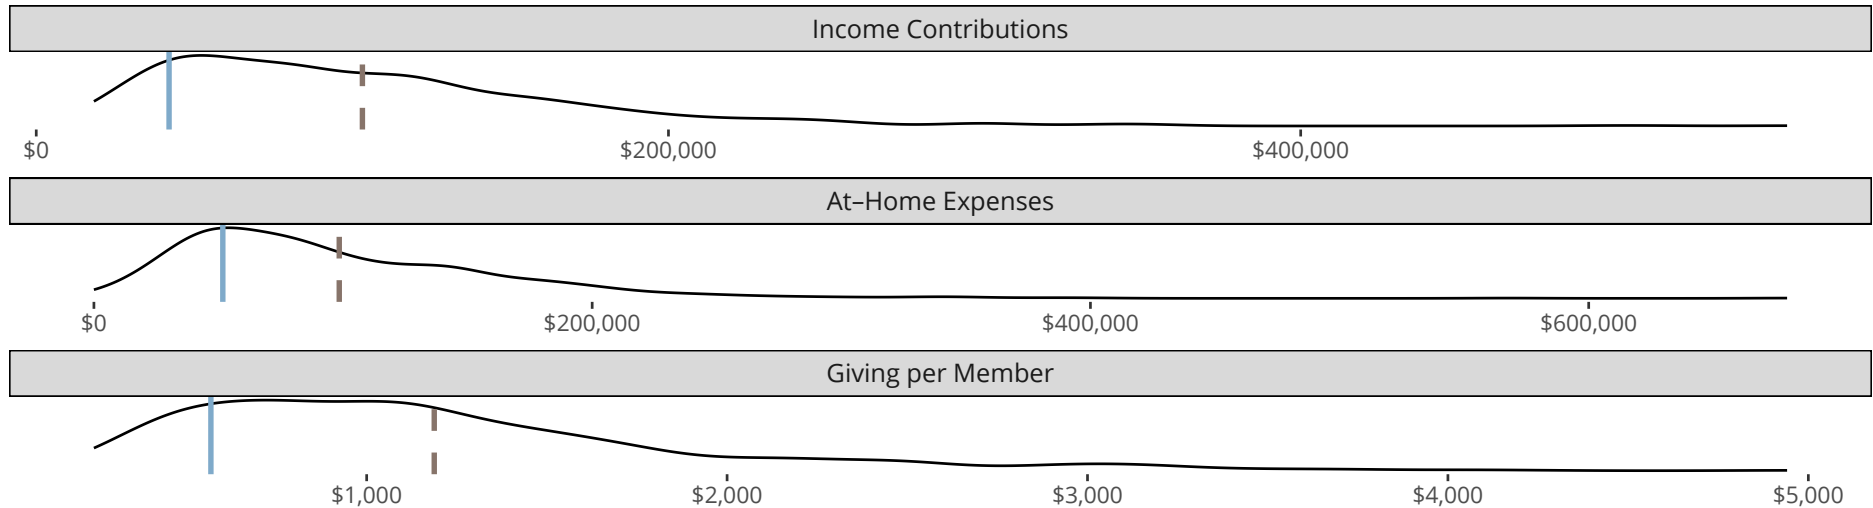 Income Contributions
$0 $200,000 $400,000
At–Home Expenses
$0 $200,000 $400,000 $600,000
Giving per Member
$1,000 $2,000 $3,000 $4,000 $5,000